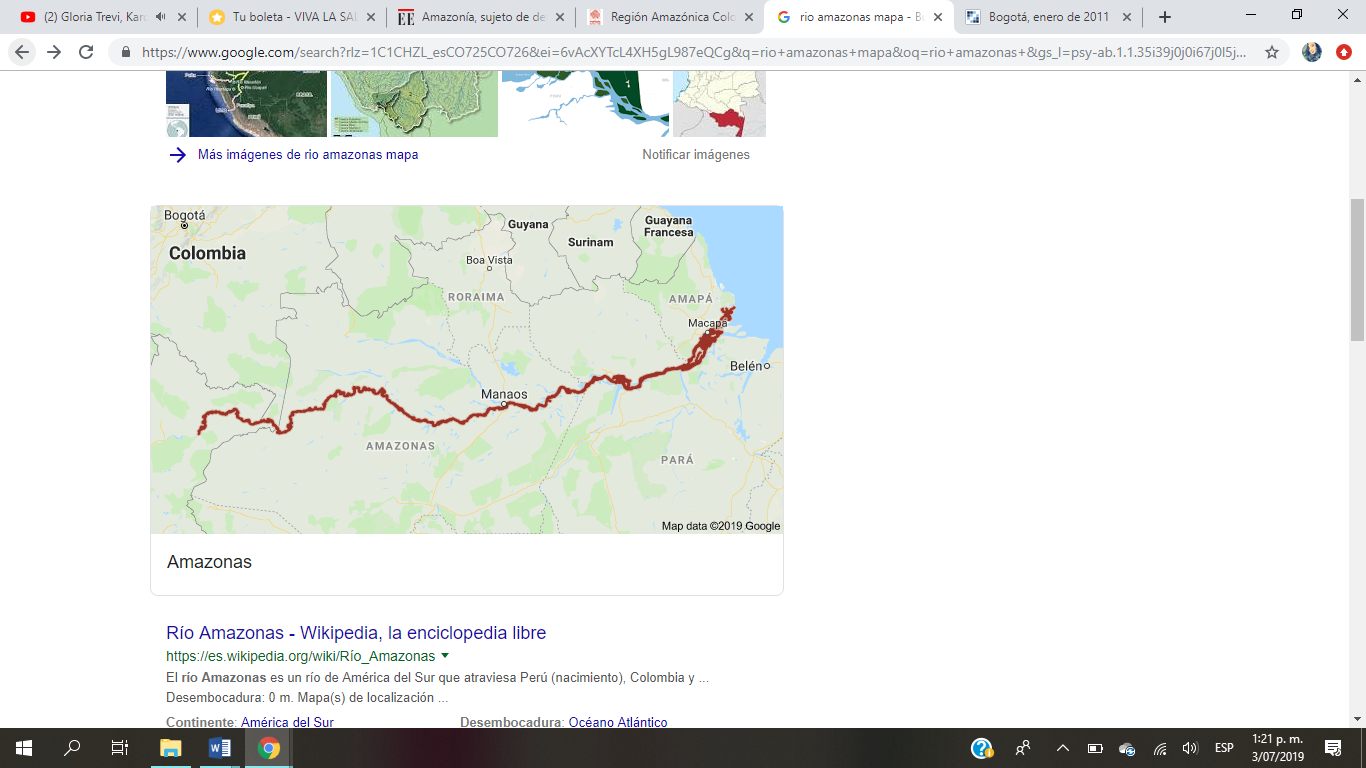 (2) Gloria Trevi, Karo
Tu boleta - VIVA LA SAL
Amazonía, sujeto de de
Región Amazónica Colo
rio amazonas mapa - Bu
Bogotá, enero de 2011
https://www.google.com/search?rlz=1C1CHZL_esCO725CO726&ei=6vAcXYTcL4XH5gL987eQCg&q=rio+amazonas+mapa&oq=rio+amazonas+&gs_l=psy-ab.1.1.35i39j0j0i67j0l5j...
Más imágenes de rio amazonas mapa
Notificar imágenes
Bogotá
Colombia
Guyana
Surinam
Guayana
Francesa
Boa Vista
RORAIMA
AMAPÁ
Macapá
Belén
Manaos
AMAZONAS
PARÁ
Map data ©2019 Google
Amazonas
Río Amazonas - Wikipedia, la enciclopedia libre
https://es.wikipedia.org/wiki/Río_Amazonas
El río Amazonas es un río de América del Sur que atraviesa Perú (nacimiento), Colombia y ...
Desembocadura: 0 m. Mapa(s) de localización ...
Continente: América del Sur
Desembocadura: Océano Atlántico
ESP
1:21 p. m.
3/07/2019